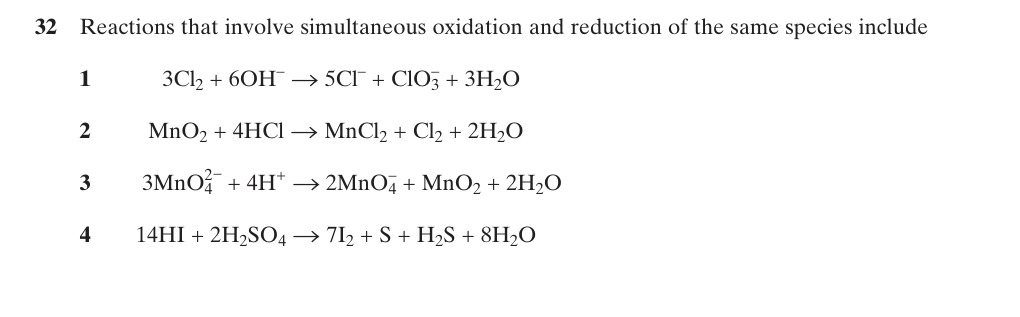 32 Reactions that involve simultaneous oxidation and reduction of the same species include
1 3Cl₂ + 6OH⁻ ⟶ 5Cl⁻ + ClO₃⁻ + 3H₂O
2 MnO₂ + 4HCl ⟶ MnCl₂ + Cl₂ + 2H₂O
3 3MnO₄²⁻ + 4H⁺ ⟶ 2MnO₄⁻ + MnO₂ + 2H₂O
4 14HI + 2H₂SO₄ ⟶ 7I₂ + S + H₂S + 8H₂O